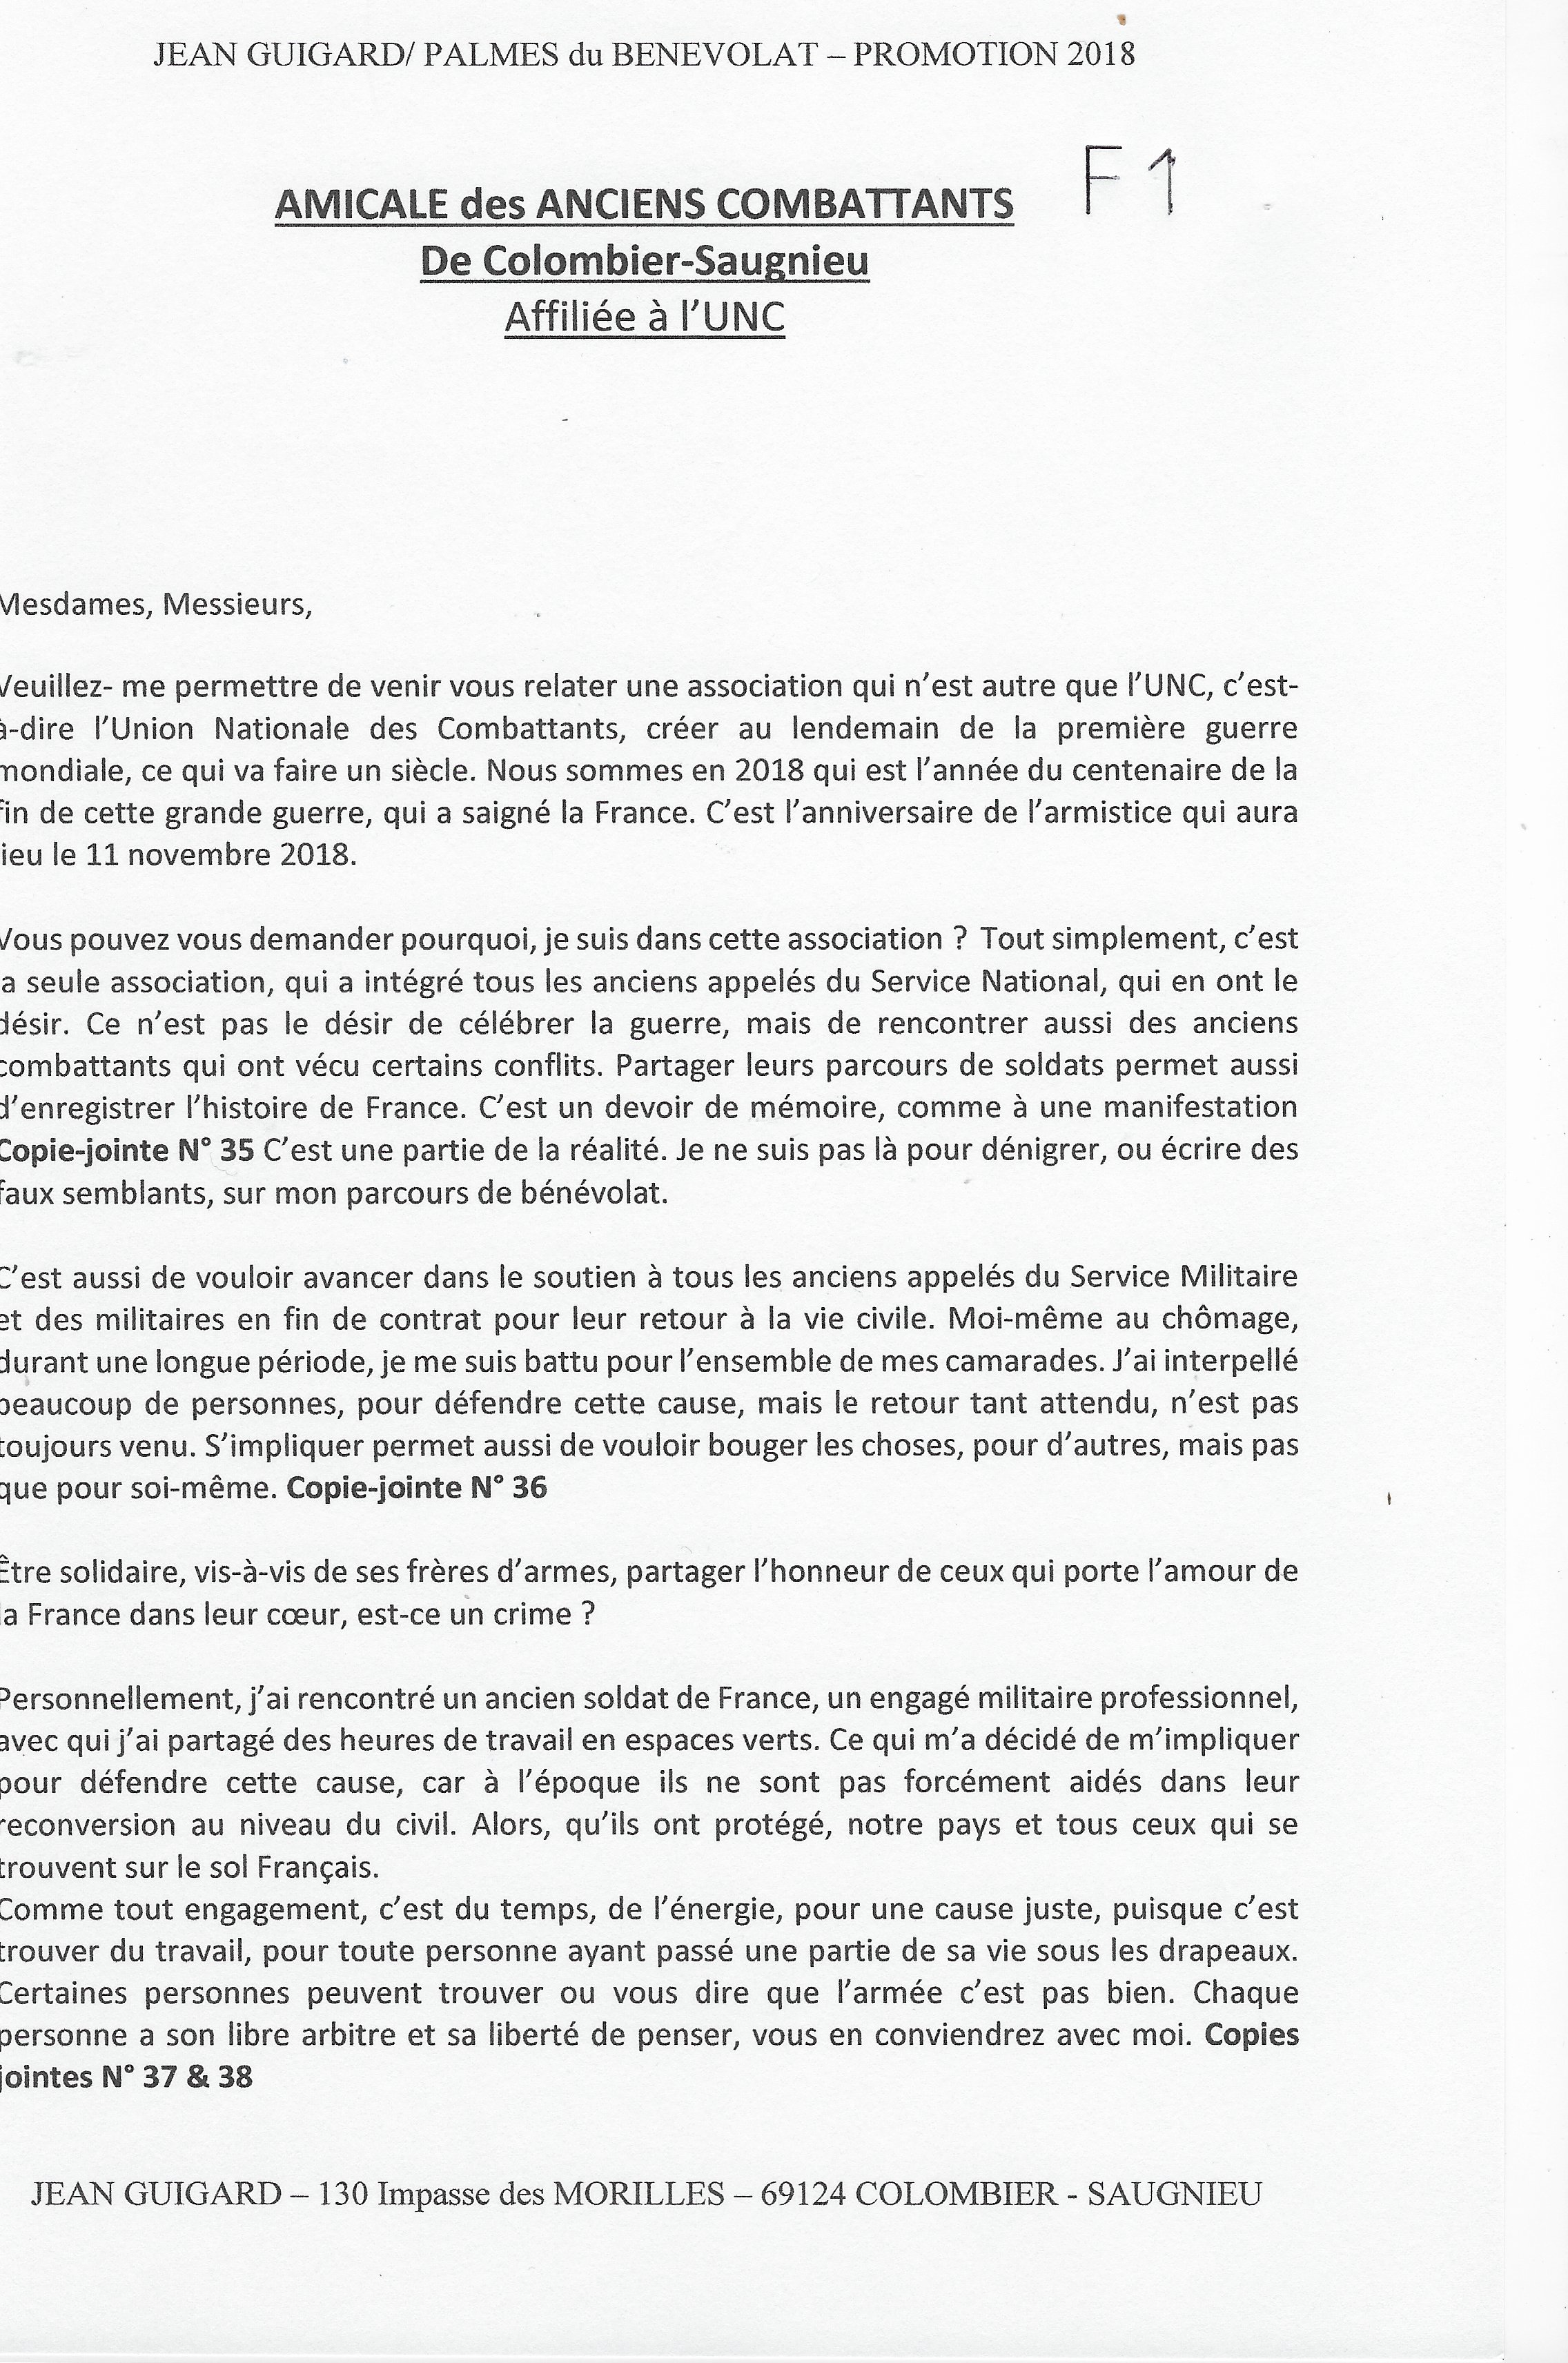 JEAN GUIGARD/ PALMES du BENEVOLAT – PROMOTION 2018
F1
AMICALE des ANCIENS COMBATTANTS
De Colombier-Saugnieu
Affiliée à l'UNC
Mesdames, Messieurs,
Veuillez- me permettre de venir vous relater une association qui n'est autre que l'UNC, c'est-
à-dire l'Union Nationale des Combattants, créer au lendemain de la première guerre
mondiale, ce qui va faire un siècle. Nous sommes en 2018 qui est l'année du centenaire de la
fin de cette grande guerre, qui a saigné la France. C'est l'anniversaire de l'armistice qui aura
lieu le 11 novembre 2018.
Vous pouvez vous demander pourquoi, je suis dans cette association ? Tout simplement, c'est
la seule association, qui a intégré tous les anciens appelés du Service National, qui en ont le
désir. Ce n'est pas le désir de célébrer la guerre, mais de rencontrer aussi des anciens
combattants qui ont vécu certains conflits. Partager leurs parcours de soldats permet aussi
d'enregistrer l'histoire de France. C'est un devoir de mémoire, comme à une manifestation
Copie-jointe N° 35 C'est une partie de la réalité. Je ne suis pas là pour dénigrer, ou écrire des
faux semblants, sur mon parcours de bénévolat.
C'est aussi de vouloir avancer dans le soutien à tous les anciens appelés du Service Militaire
et des militaires en fin de contrat pour leur retour à la vie civile. Moi-même au chômage,
durant une longue période, je me suis battu pour l'ensemble de mes camarades. J'ai interpellé
beaucoup de personnes, pour défendre cette cause, mais le retour tant attendu, n'est pas
toujours venu. S'impliquer permet aussi de vouloir bouger les choses, pour d'autres, mais pas
que pour soi-même. Copie-jointe N° 36
Être solidaire, vis-à-vis de ses frères d'armes, partager l'honneur de ceux qui porte l'amour de
la France dans leur cœur, est-ce un crime ?
Personnellement, j'ai rencontré un ancien soldat de France, un engagé militaire professionnel,
avec qui j'ai partagé des heures de travail en espaces verts. Ce qui m'a décidé de m'impliquer
pour défendre cette cause, car à l'époque ils ne sont pas forcément aidés dans leur
reconversion au niveau du civil. Alors, qu'ils ont protégé, notre pays et tous ceux qui se
trouvent sur le sol Français.
Comme tout engagement, c'est du temps, de l'énergie, pour une cause juste, puisque c'est
trouver du travail, pour toute personne ayant passé une partie de sa vie sous les drapeaux.
Certaines personnes peuvent trouver ou vous dire que l'armée c'est pas bien. Chaque
personne a son libre arbitre et sa liberté de penser, vous en conviendrez avec moi. Copies
jointes N° 37 & 38
JEAN GUIGARD – 130 Impasse des MORILLES – 69124 COLOMBIER - SAUGNIEU